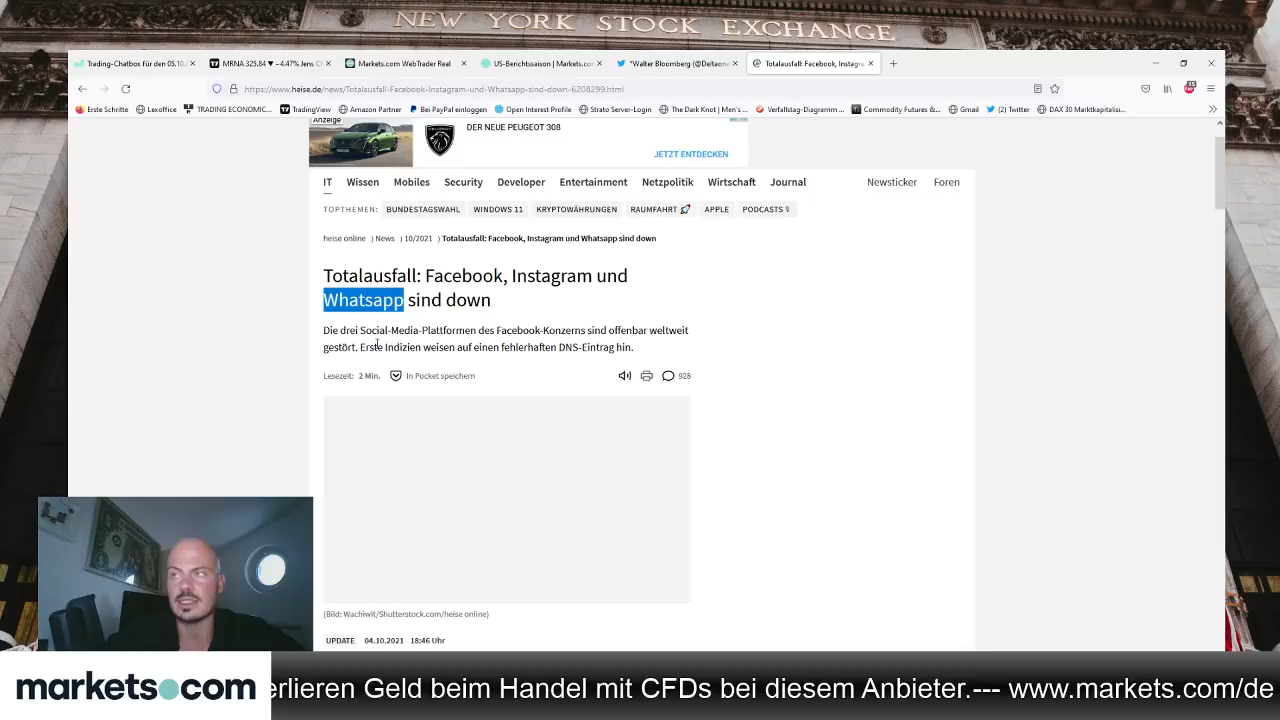 NEW YORK STOCK EXCHANGE
Trading-Chatbox für den 05.10.
MRNA 325.84 ▼ −4.47% Jens C
Markets.com WebTrader Real
US-Berichtssaison | Markets.co
*Walter Bloomberg (@Deltaone
Totalausfall: Facebook, Instagra
https://www.heise.de/news/Totalausfall-Facebook-Instagram-und-Whatsapp-sind-down-6208299.html
Erste Schritte
Lexoffice
TRADING ECONOMIC...
TradingView
Amazon Partner
Bei PayPal einloggen
Open Interest Profile
Strato Server-Login
The Dark Knot | Men's ...
Verfallstag-Diagramm ...
Commodity Futures &...
Gmail
(2) Twitter
DAX 30 Marktkapitalisi...
Anzeige
DER NEUE PEUGEOT 308
JETZT ENTDECKEN
IT Wissen Mobiles Security Developer Entertainment Netzpolitik Wirtschaft Journal Newsticker Foren
TOPTHEMEN: BUNDESTAGSWAHL WINDOWS 11 KRYPTOWÄHRUNGEN RAUMFAHRT 🚀 APPLE PODCASTS
heise online ⟩ News ⟩ 10/2021 ⟩ Totalausfall: Facebook, Instagram und Whatsapp sind down
Totalausfall: Facebook, Instagram und
Whatsapp sind down
Die drei Social-Media-Plattformen des Facebook-Konzerns sind offenbar weltweit
gestört. Erste Indizien weisen auf einen fehlerhaften DNS-Eintrag hin.
Lesezeit: 2 Min. In Pocket speichern 928
(Bild: Wachiwit/Shutterstock.com/heise online)
UPDATE 04.10.2021 18:46 Uhr
markets.com
erlieren Geld beim Handel mit CFDs bei diesem Anbieter.--- www.markets.com/de